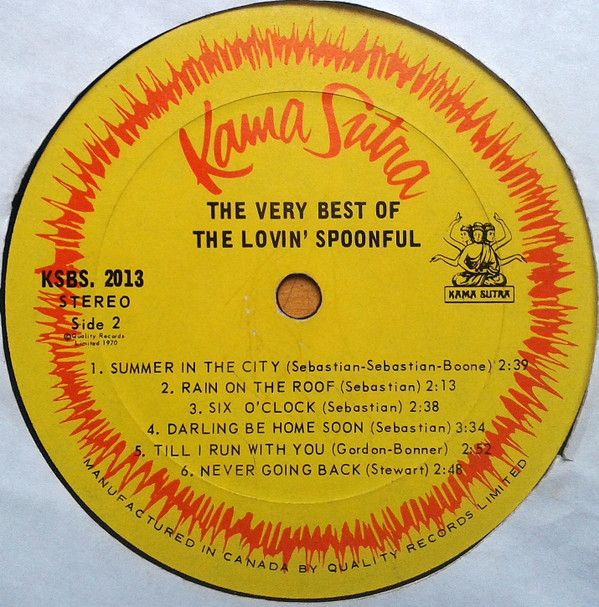 Kama Sutra
THE VERY BEST OF
THE LOVIN' SPOONFUL
KSBS. 2013
STEREO
Side 2
©Quality Records
Limited 1970
KAMA SUTRA
1. SUMMER IN THE CITY (Sebastian-Sebastian-Boone) 2:39
2. RAIN ON THE ROOF (Sebastian) 2:13
3. SIX O'CLOCK (Sebastian) 2:38
4. DARLING BE HOME SOON (Sebastian) 3:34
5. TILL I RUN WITH YOU (Gordon-Bonner) 2:52
6. NEVER GOING BACK (Stewart) 2:48
MANUFACTURED IN CANADA BY QUALITY RECORDS LIMITED